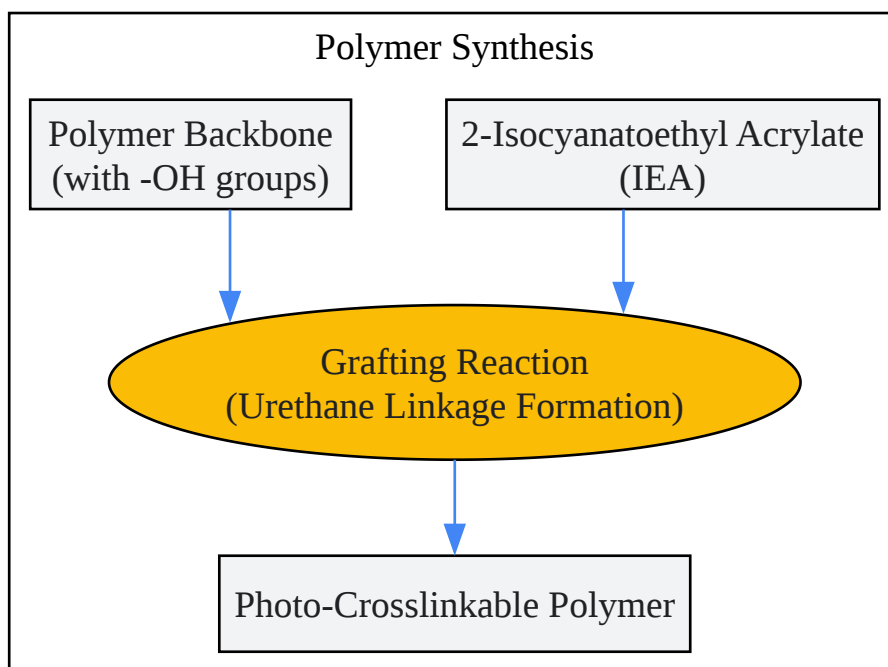 Polymer Synthesis
Polymer Backbone
(with -OH groups)
2-Isocyanatoethyl Acrylate
(IEA)
Grafting Reaction
(Urethane Linkage Formation)
Photo-Crosslinkable Polymer